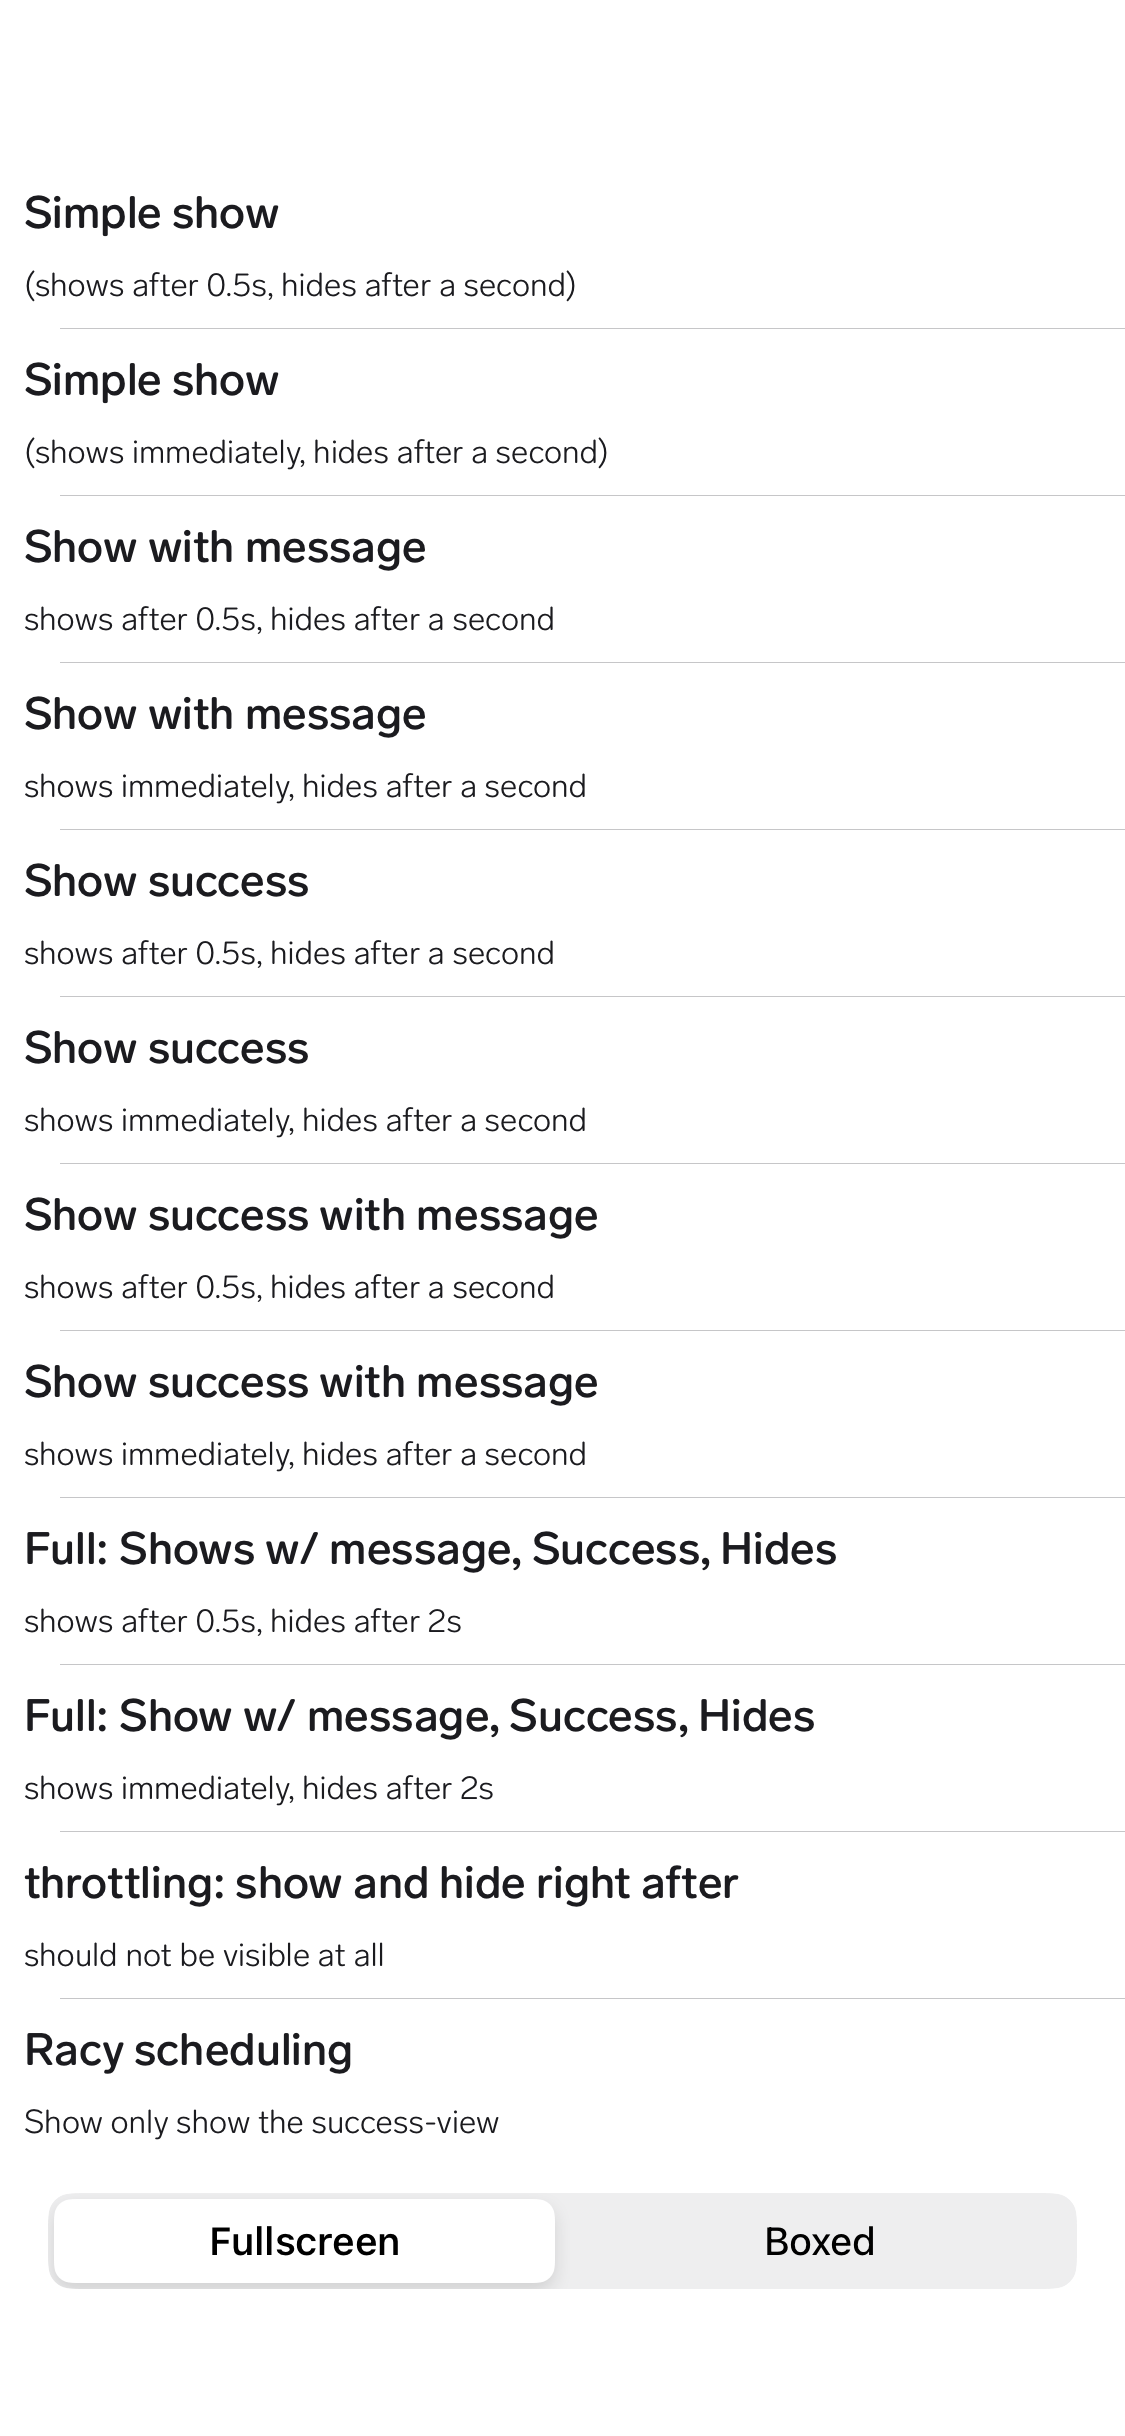 Simple show
(shows after 0.5s, hides after a second)
Simple show
(shows immediately, hides after a second)
Show with message
shows after 0.5s, hides after a second
Show with message
shows immediately, hides after a second
Show success
shows after 0.5s, hides after a second
Show success
shows immediately, hides after a second
Show success with message
shows after 0.5s, hides after a second
Show success with message
shows immediately, hides after a second
Full: Shows w/ message, Success, Hides
shows after 0.5s, hides after 2s
Full: Show w/ message, Success, Hides
shows immediately, hides after 2s
throttling: show and hide right after
should not be visible at all
Racy scheduling
Show only show the success-view
Fullscreen Boxed